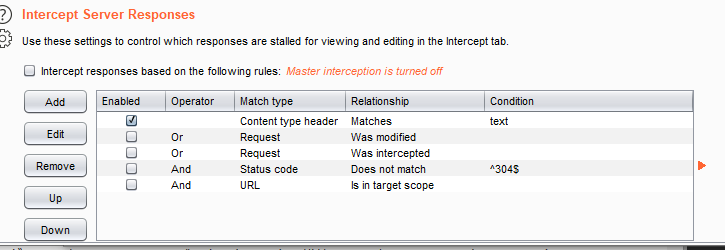 Intercept Server Responses
Use these settings to control which responses are stalled for viewing and editing in the Intercept tab.
Intercept responses based on the following rules: Master interception is turned off
Add
Edit
Remove
Up
Down
Enabled Operator Match type Relationship Condition
Content type header Matches text
Or Request Was modified
Or Request Was intercepted
And Status code Does not match ^304$
And URL Is in target scope